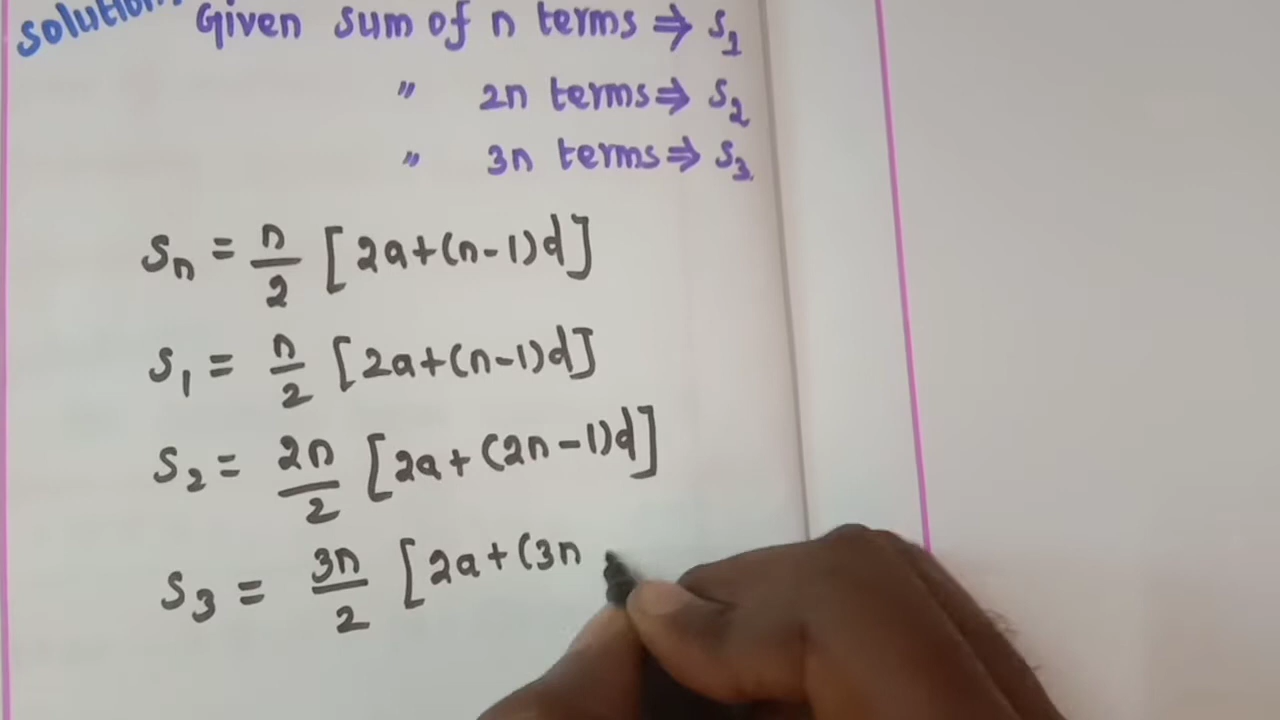 Solution:
Given sum of n terms ⇒ S₁
" 2n terms ⇒ S₂
" 3n terms ⇒ S₃
Sₙ = n/2 [2a+(n-1)d]
S₁ = n/2 [2a+(n-1)d]
S₂ = 2n/2 [2a+(2n-1)d]
S₃ = 3n/2 [2a+(3n